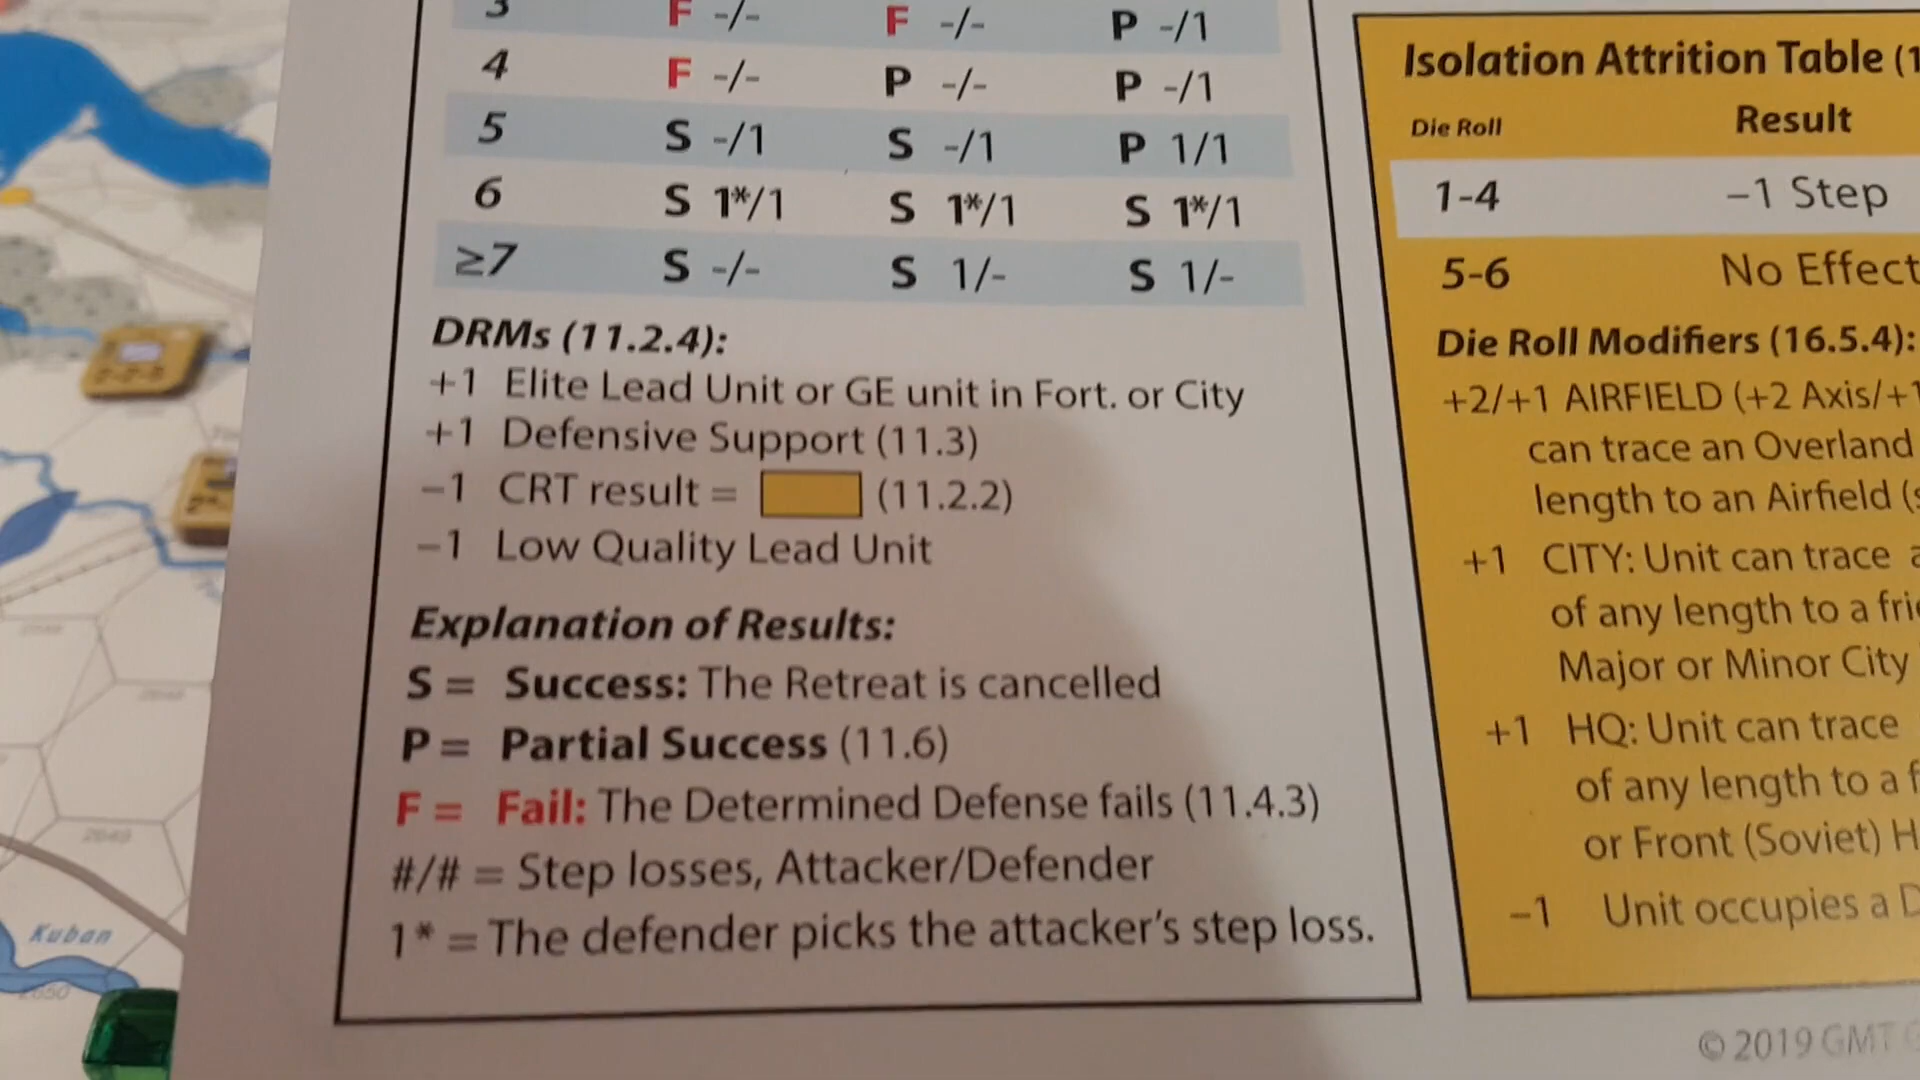 3 F -/- F -/- P -/1
4 F -/- P -/- P -/1
5 S -/1 S -/1 P 1/1
6 S 1*/1 S 1*/1 S 1*/1
≥7 S -/- S 1/- S 1/-
DRMs (11.2.4):
+1 Elite Lead Unit or GE unit in Fort. or City
+1 Defensive Support (11.3)
−1 CRT result = (11.2.2)
−1 Low Quality Lead Unit
Explanation of Results:
S = Success: The Retreat is cancelled
P = Partial Success (11.6)
F = Fail: The Determined Defense fails (11.4.3)
#/# = Step losses, Attacker/Defender
1* = The defender picks the attacker's step loss.
Isolation Attrition Table (1
Die Roll Result
1-4 −1 Step
5-6 No Effect
Die Roll Modifiers (16.5.4):
+2/+1 AIRFIELD (+2 Axis/+1
can trace an Overland
length to an Airfield (
+1 CITY: Unit can trace
of any length to a
Major or Minor City
+1 HQ: Unit can trace
of any length to a
or Front (Soviet) H
−1 Unit occupies a
© 2019 GMT
Kuban
2649